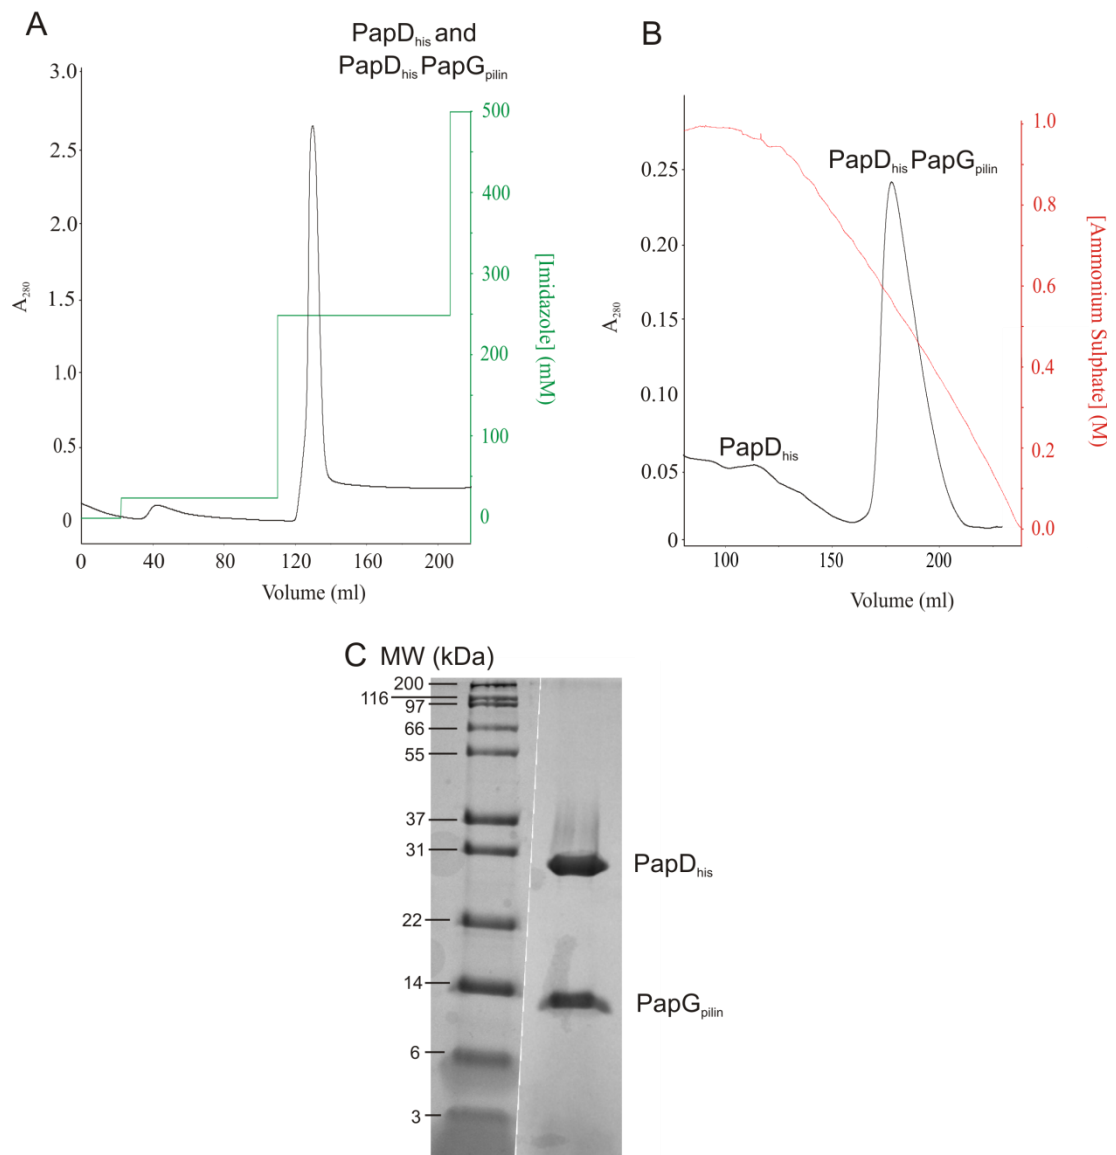 A
PapDhis and
PapDhis PapGpilin
3.0
2.5
2.0
1.5
1.0
0.5
0
A280
500
400
300
200
100
0
[Imidazole] (mM)
0 40 80 120 160 200
Volume (ml)
B
PapDhis PapGpilin
PapDhis
0.25
0.20
0.15
0.10
0.05
0
A280
1.0
0.8
0.6
0.4
0.2
0.0
[Ammonium Sulphate] (M)
100 150 200
Volume (ml)
C MW (kDa)
200
116
97
66
55
37
31
22
14
6
3
PapDhis
PapGpilin